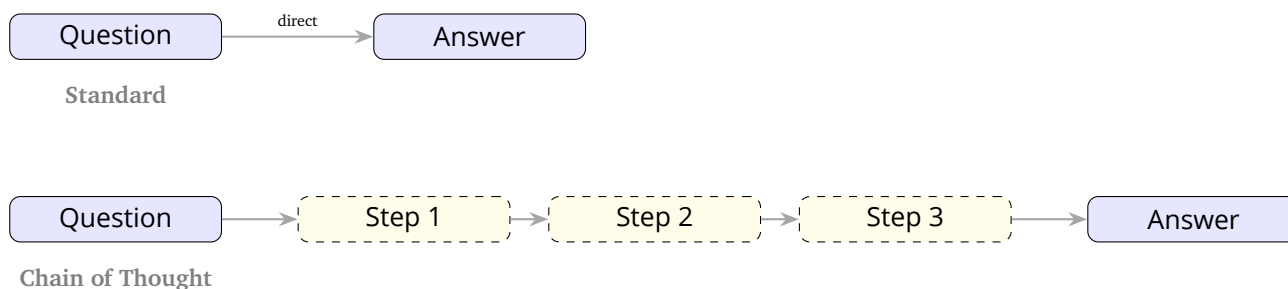 direct
Question Answer
Standard
Question Step 1 Step 2 Step 3 Answer
Chain of Thought